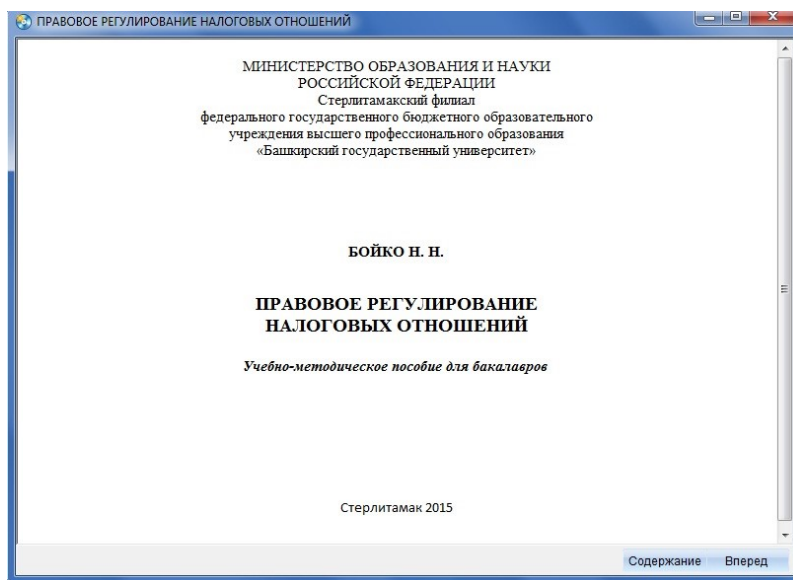 ПРАВОВОЕ РЕГУЛИРОВАНИЕ НАЛОГОВЫХ ОТНОШЕНИЙ
МИНИСТЕРСТВО ОБРАЗОВАНИЯ И НАУКИ
РОССИЙСКОЙ ФЕДЕРАЦИИ
Стерлитамакский филиал
федерального государственного бюджетного образовательного
учреждения высшего профессионального образования
«Башкирский государственный университет»
БОЙКО Н. Н.
ПРАВОВОЕ РЕГУЛИРОВАНИЕ
НАЛОГОВЫХ ОТНОШЕНИЙ
Учебно-методическое пособие для бакалавров
Стерлитамак 2015
Содержание Вперед